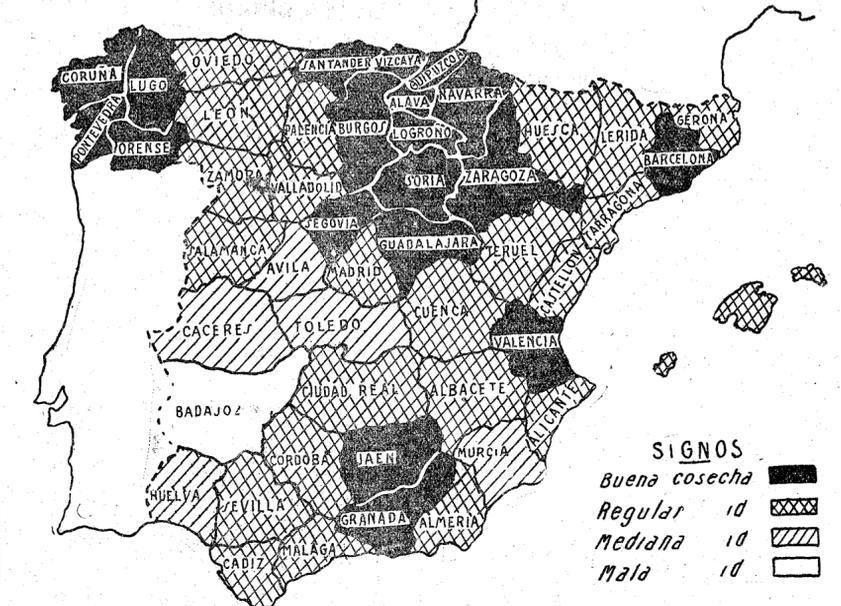 OVIEDO
SANTANDER
VIZCAYA
GUIPUZCOA
CORUÑA
LUGO
PONTEVEDRA
ORENSE
LEÓN
PALENCIA
BURGOS
ALAVA
NAVARRA
LOGROÑO
HUESCA
LERIDA
GERONA
BARCELONA
TARRAGONA
ZAMORA
VALLADOLID
SORIA
ZARAGOZA
SEGOVIA
SALAMANCA
AVILA
MADRID
GUADALAJARA
TERUEL
CASTELLON
CACERES
TOLEDO
CUENCA
VALENCIA
BADAJOZ
CIUDAD REAL
ALBACETE
ALICANTE
HUELVA
SEVILLA
CORDOBA
JAEN
MURCIA
GRANADA
ALMERIA
CADIZ
MALAGA
SIGNOS
Buena cosecha
Regular id
Mediana id
Mala id